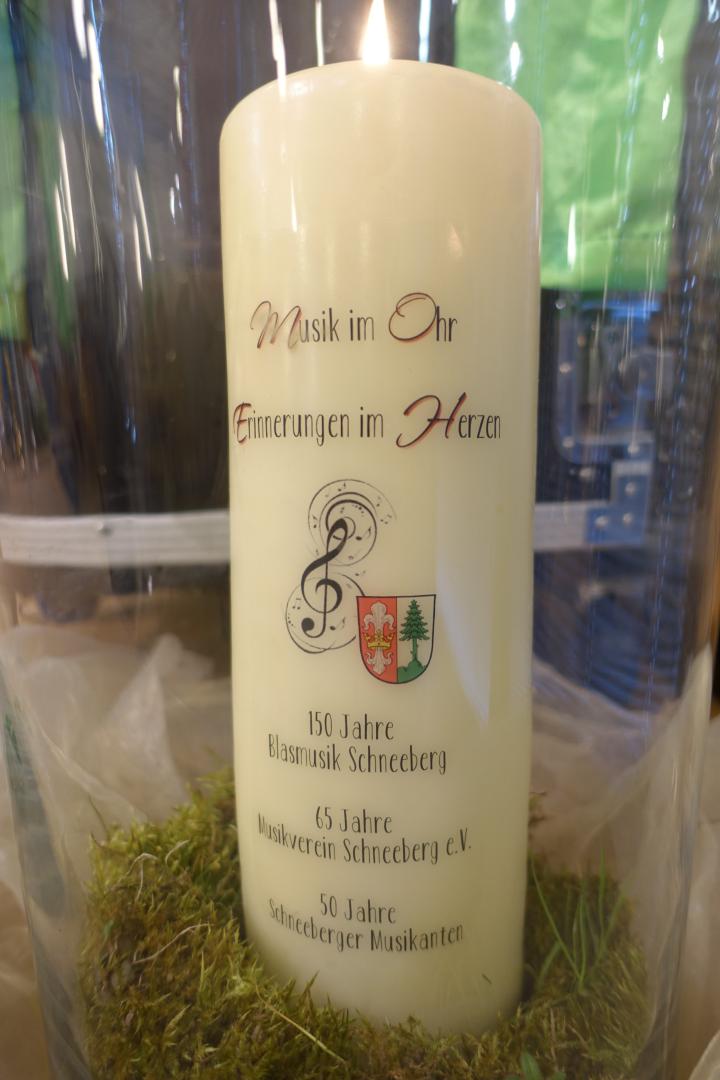 Musik im Ohr
Erinnerungen im Herzen
150 Jahre
Blasmusik Schneeberg
65 Jahre
Musikverein Schneeberg e.V.
50 Jahre
Schneeberger Musikanten